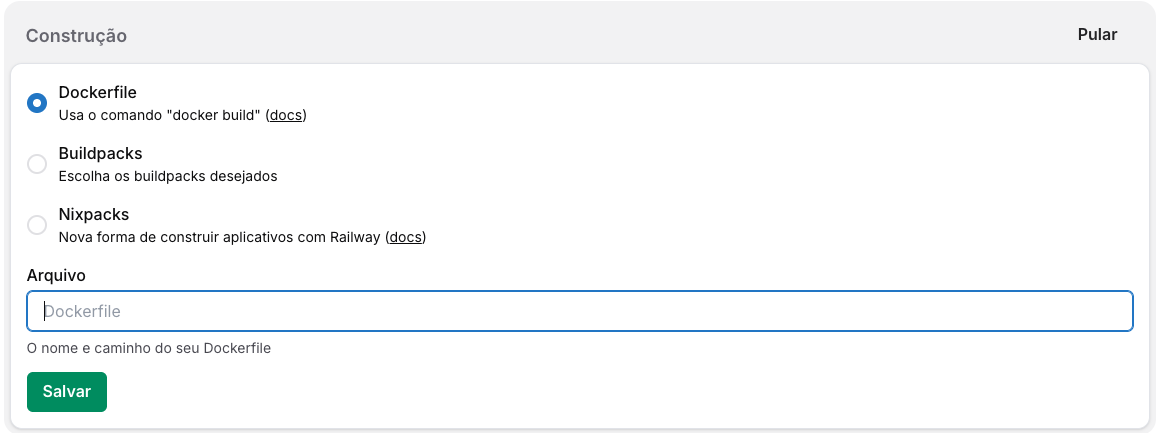 Construção
Pular
Dockerfile
Usa o comando "docker build" (docs)
Buildpacks
Escolha os buildpacks desejados
Nixpacks
Nova forma de construir aplicativos com Railway (docs)
Arquivo
Dockerfile
O nome e caminho do seu Dockerfile
Salvar